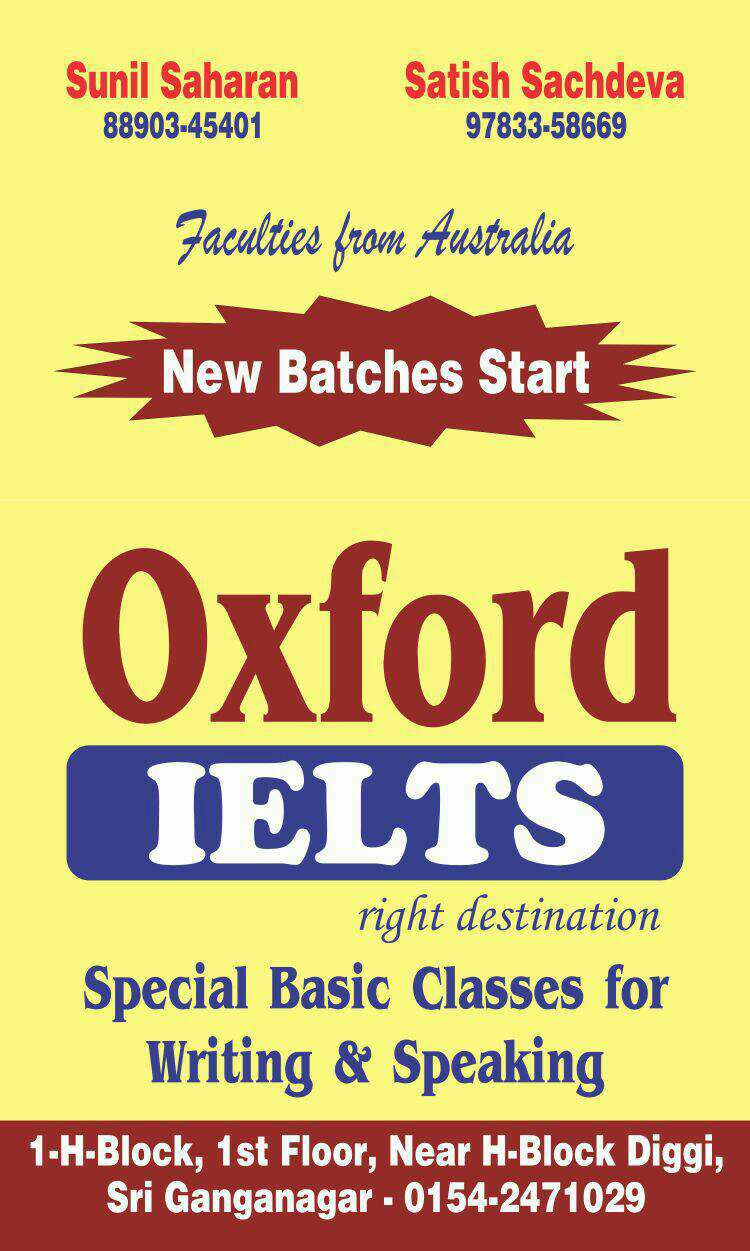 Sunil Saharan
88903-45401
Satish Sachdeva
97833-58669
Faculties from Australia
New Batches Start
Oxford
IELTS
right destination
Special Basic Classes for
Writing & Speaking
1-H-Block, 1st Floor, Near H-Block Diggi,
Sri Ganganagar - 0154-2471029